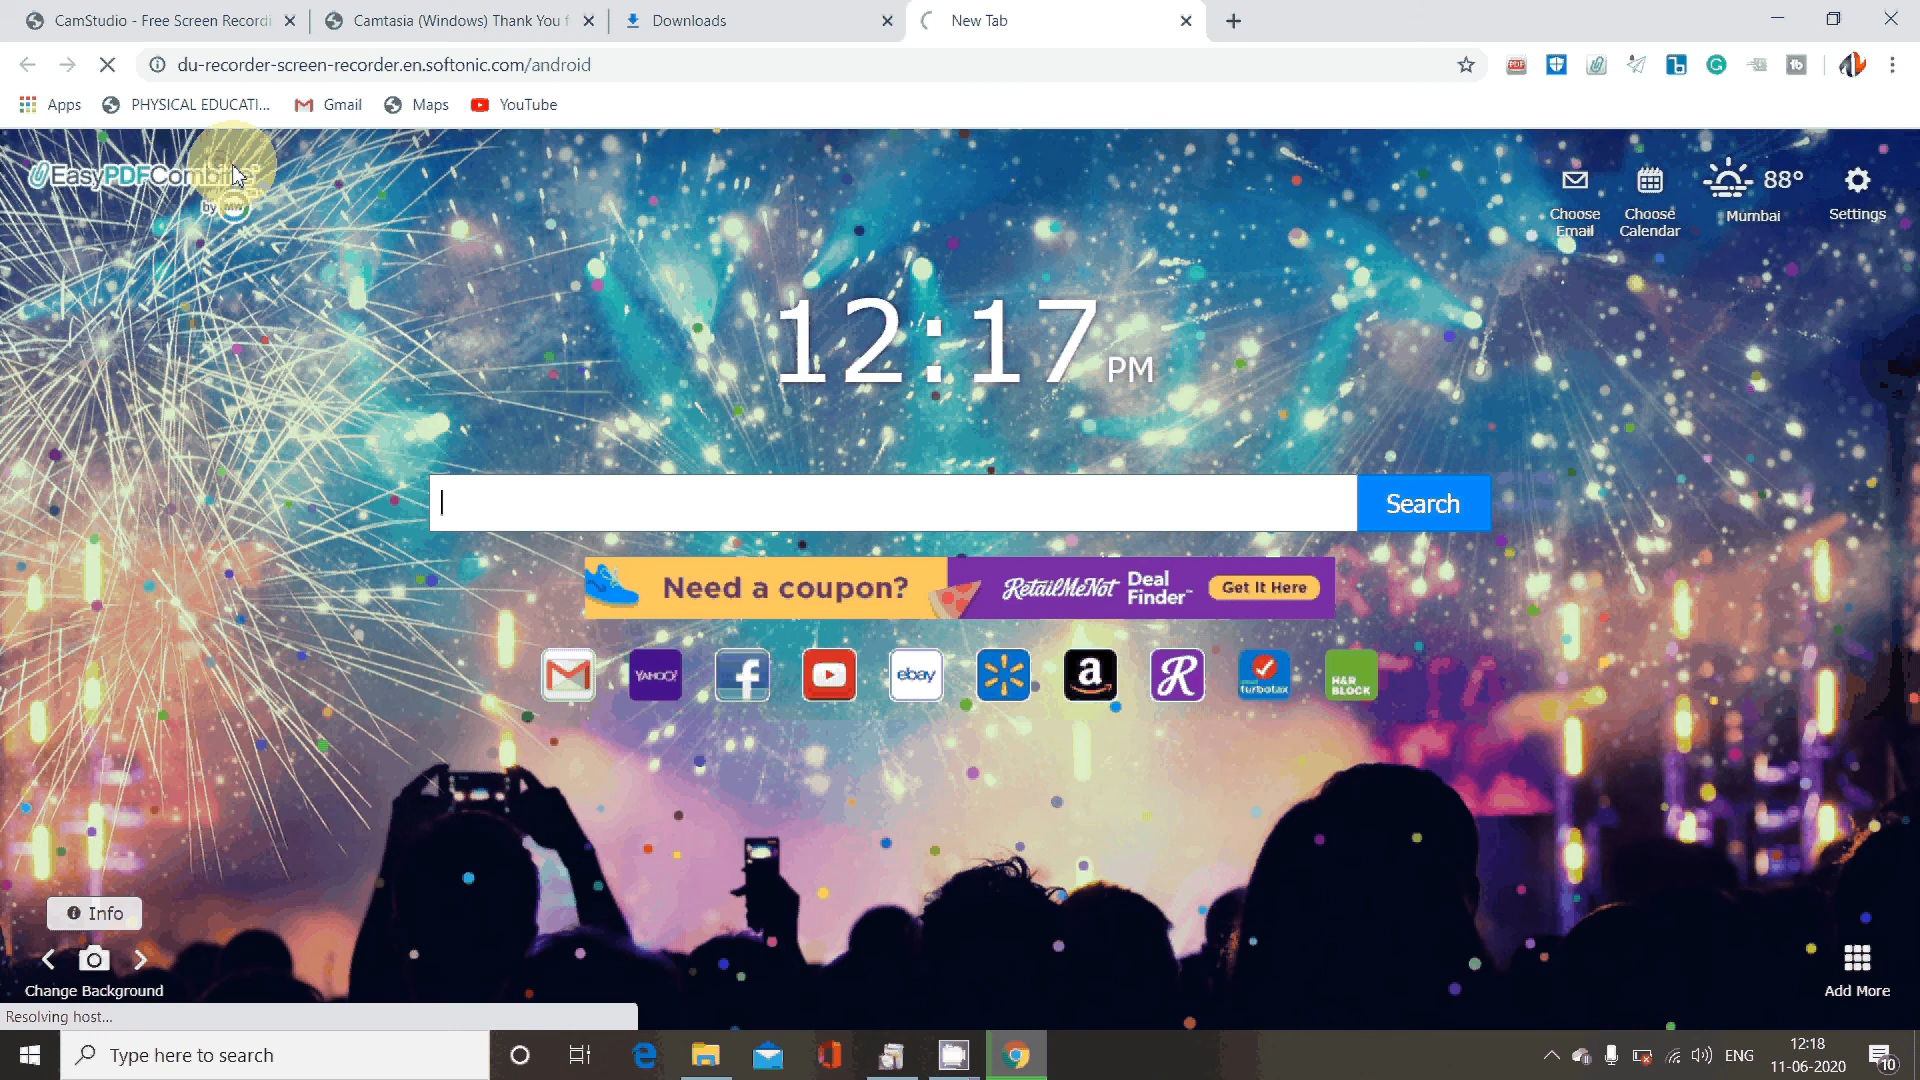 CamStudio - Free Screen Recordi
Camtasia (Windows) Thank You f
Downloads
New Tab
du-recorder-screen-recorder.en.softonic.com/android
Apps
PHYSICAL EDUCATI...
Gmail
Maps
YouTube
EasyPDFCombi
by MW
Choose Email
Choose Calendar
88°
Mumbai
Settings
12:17 PM
Search
Need a coupon?
RetailMeNot Deal Finder™
Get It Here
YAHOO!
ebay
a
R
turbotax
H&R BLOCK
Info
Change Background
Add More
Resolving host...
Type here to search
ENG
12:18
11-06-2020
10